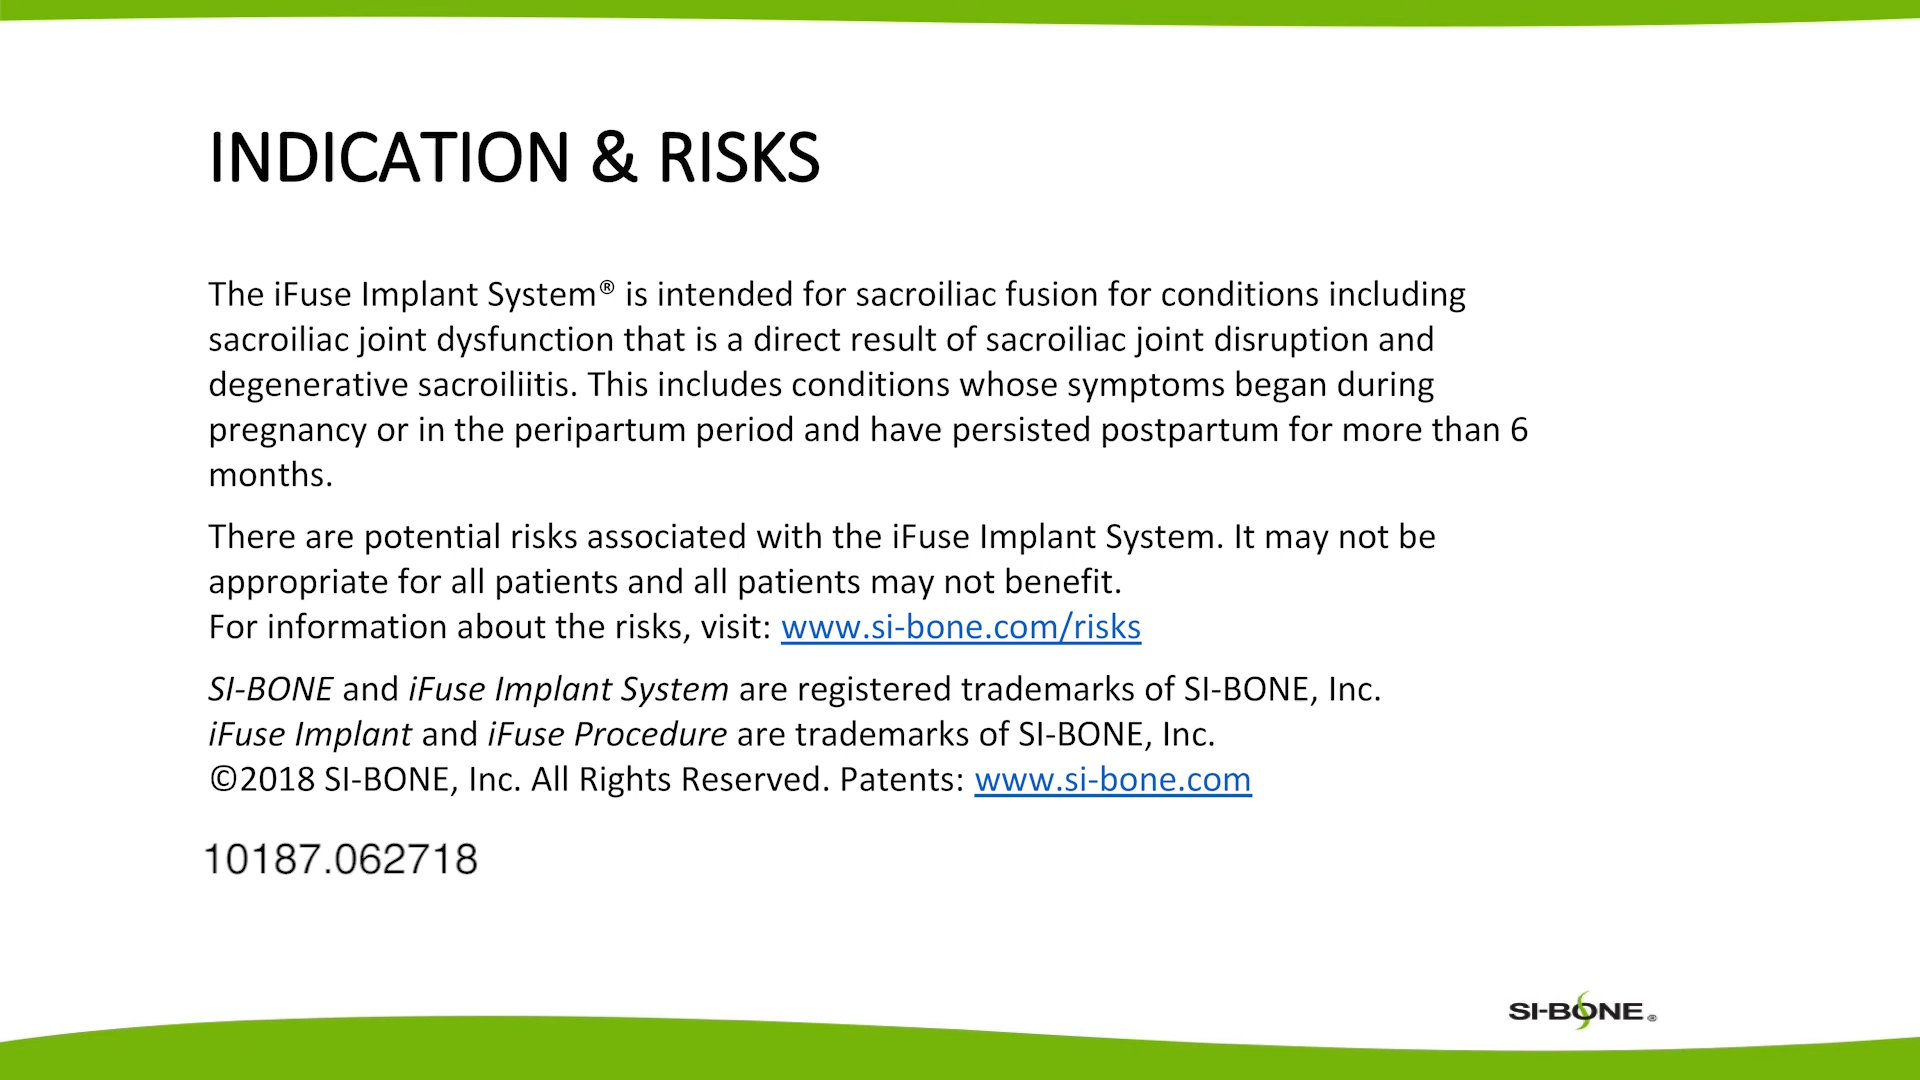 INDICATION & RISKS
The iFuse Implant System® is intended for sacroiliac fusion for conditions including
sacroiliac joint dysfunction that is a direct result of sacroiliac joint disruption and
degenerative sacroiliitis. This includes conditions whose symptoms began during
pregnancy or in the peripartum period and have persisted postpartum for more than 6
months.
There are potential risks associated with the iFuse Implant System. It may not be
appropriate for all patients and all patients may not benefit.
For information about the risks, visit: www.si-bone.com/risks
SI-BONE and iFuse Implant System are registered trademarks of SI-BONE, Inc.
iFuse Implant and iFuse Procedure are trademarks of SI-BONE, Inc.
©2018 SI-BONE, Inc. All Rights Reserved. Patents: www.si-bone.com
10187.062718
SI-BONE®